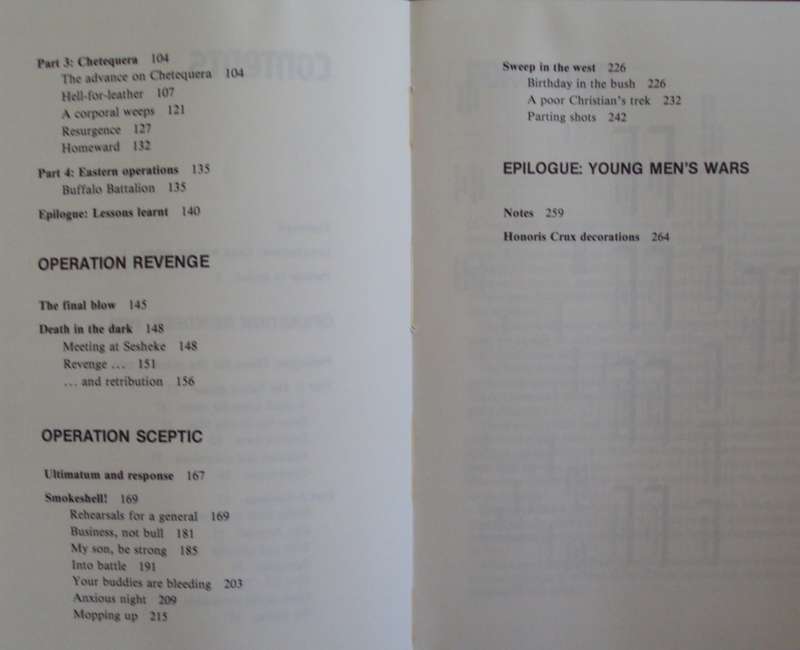 Part 3: Chetequera 104
The advance on Chetequera 104
Hell-for-leather 107
A corporal weeps 121
Resurgence 127
Homeward 132
Part 4: Eastern operations 135
Buffalo Battalion 135
Epilogue: Lessons learnt 140
OPERATION REVENGE
The final blow 145
Death in the dark 148
Meeting at Sesheke 148
Revenge ... 151
... and retribution 156
OPERATION SCEPTIC
Ultimatum and response 167
Smokeshell! 169
Rehearsals for a general 169
Business, not bull 181
My son, be strong 185
Into battle 191
Your buddies are bleeding 203
Anxious night 209
Mopping up 215
Sweep in the west 226
Birthday in the bush 226
A poor Christian's trek 232
Parting shots 242
EPILOGUE: YOUNG MEN'S WARS
Notes 259
Honoris Crux decorations 264